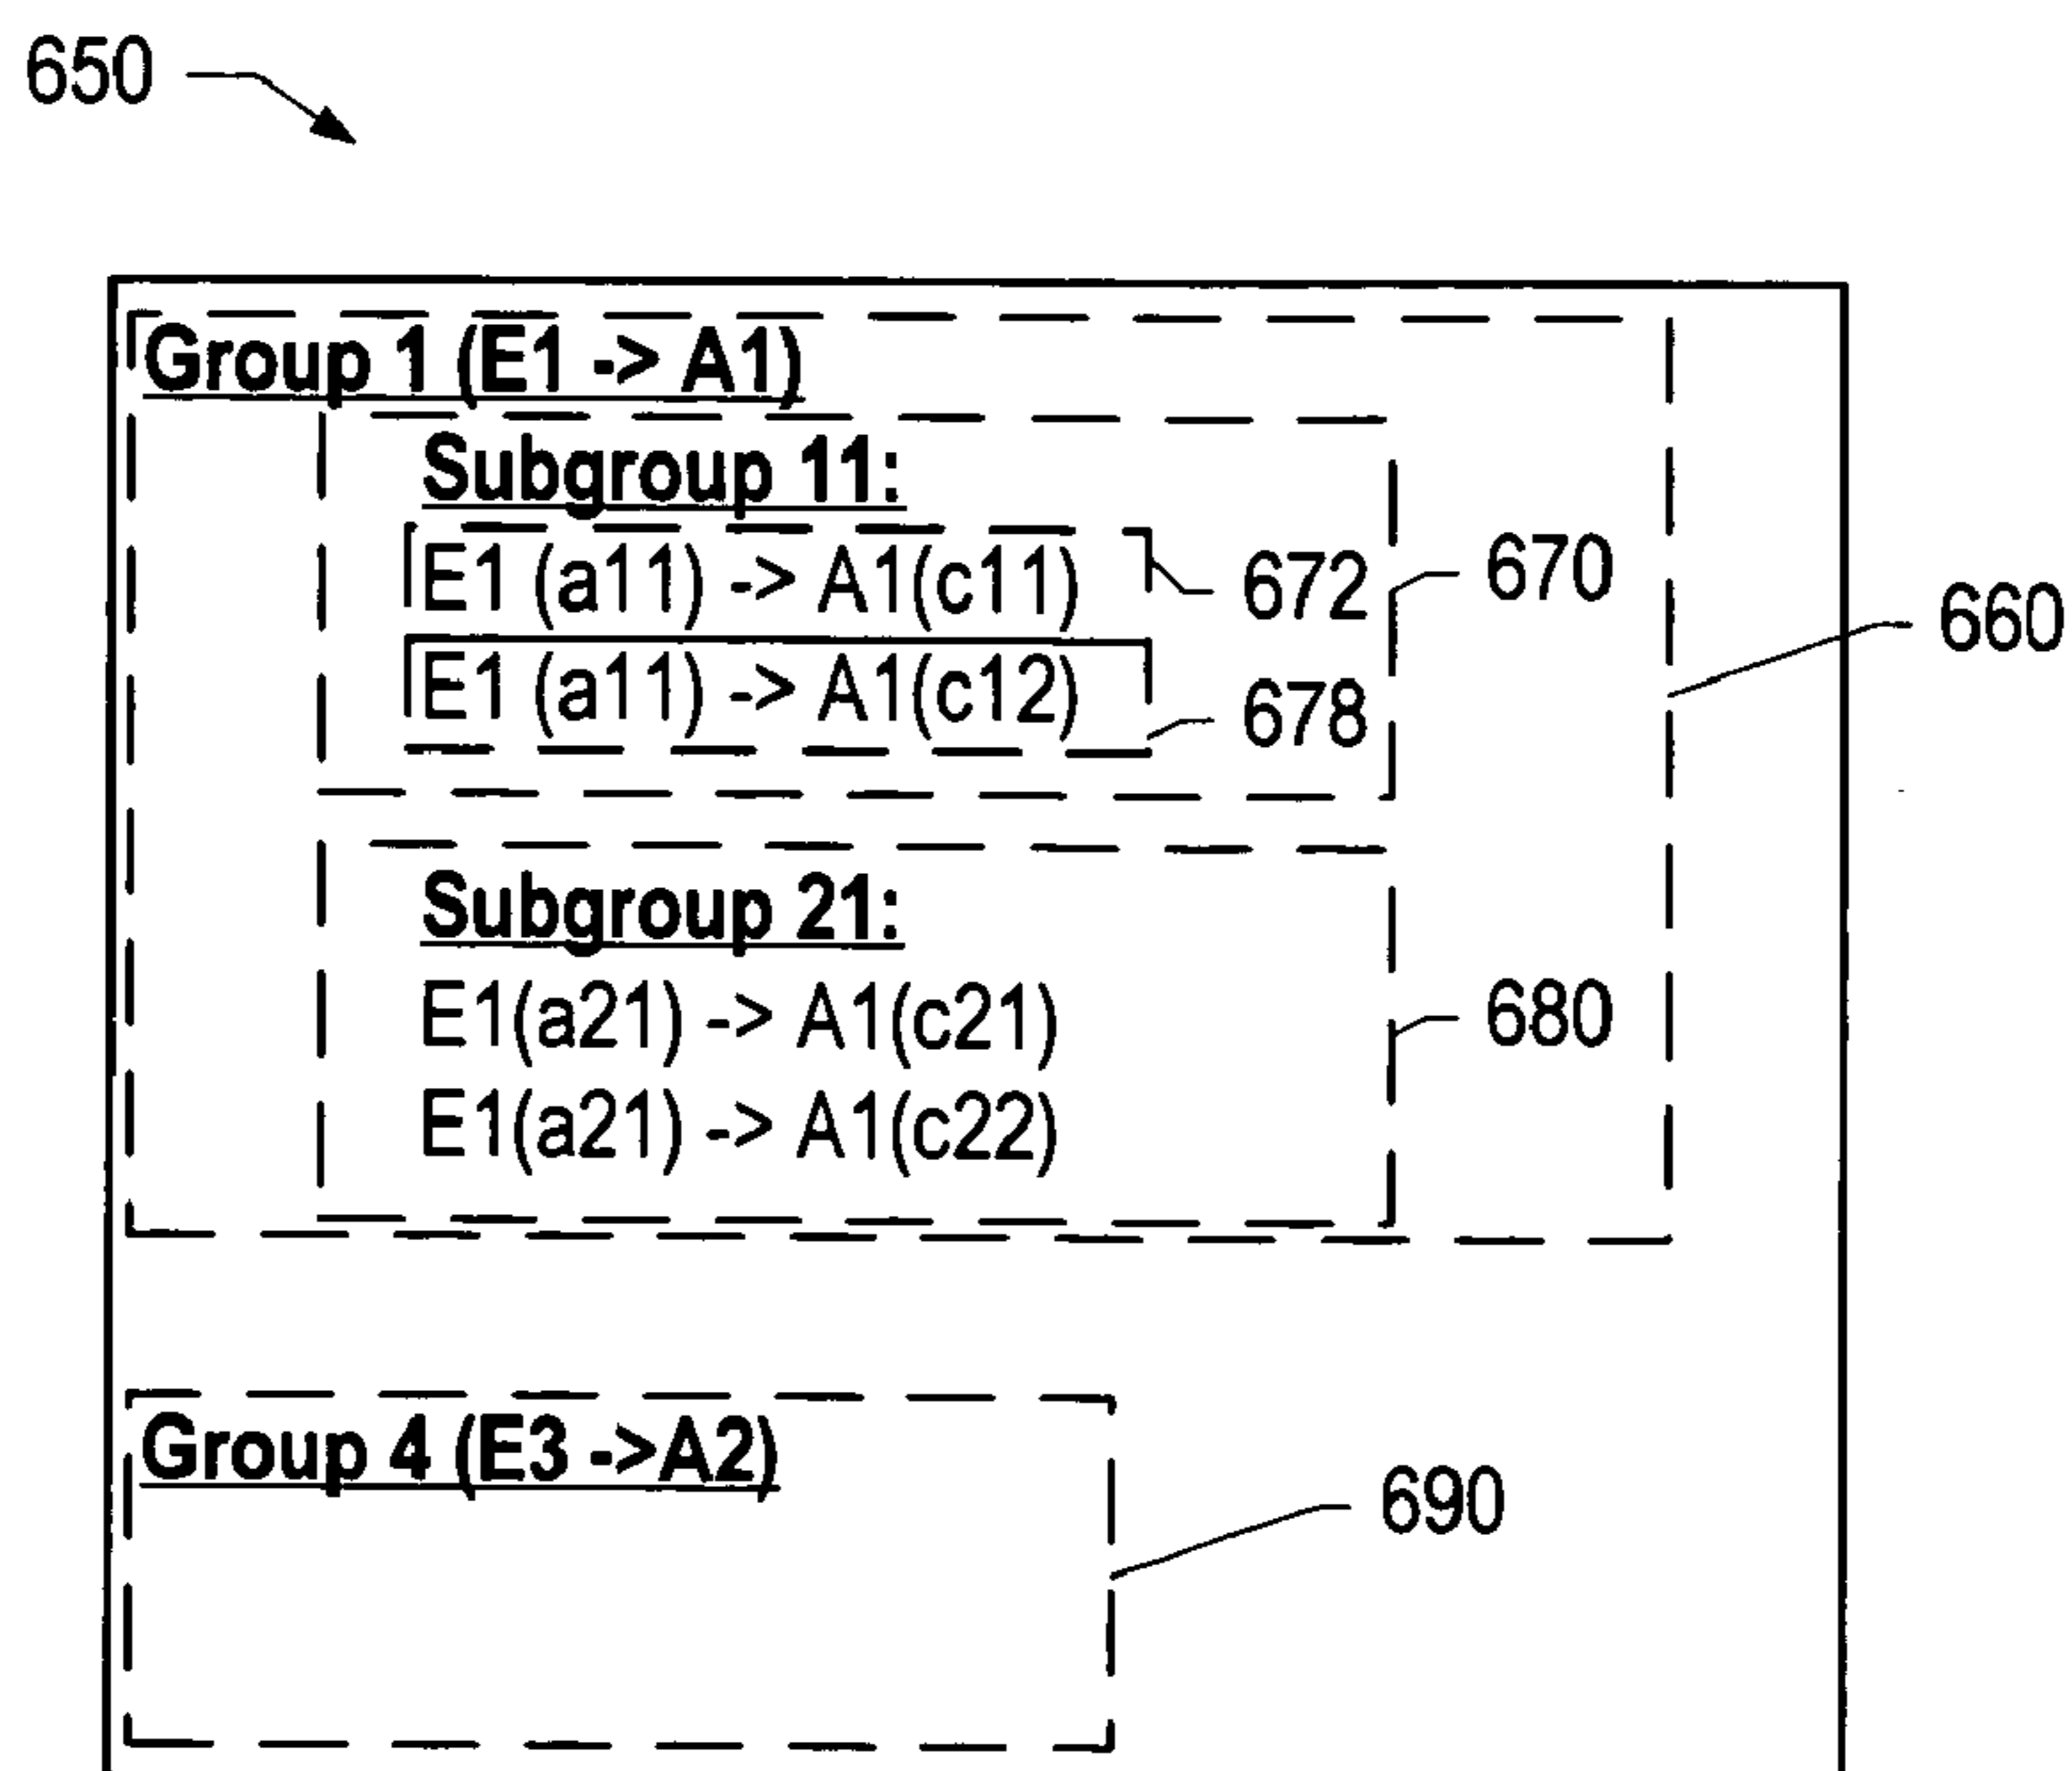 650
Group 1 (E1 -> A1)
Subgroup 11:
E1 (a11) -> A1(c11)
672
670
660
E1 (a11) -> A1(c12)
678
Subgroup 21:
E1(a21) -> A1(c21)
680
E1(a21) -> A1(c22)
Group 4 (E3 ->A2)
690